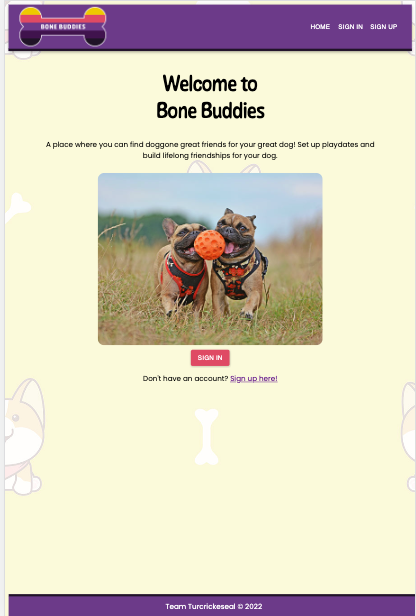 BONE BUDDIES
HOME SIGN IN SIGN UP
Welcome to
Bone Buddies
A place where you can find doggone great friends for your great dog! Set up playdates and
build lifelong friendships for your dog.
SIGN IN
Don't have an account? Sign up here!
Team Turcrickeseal © 2022